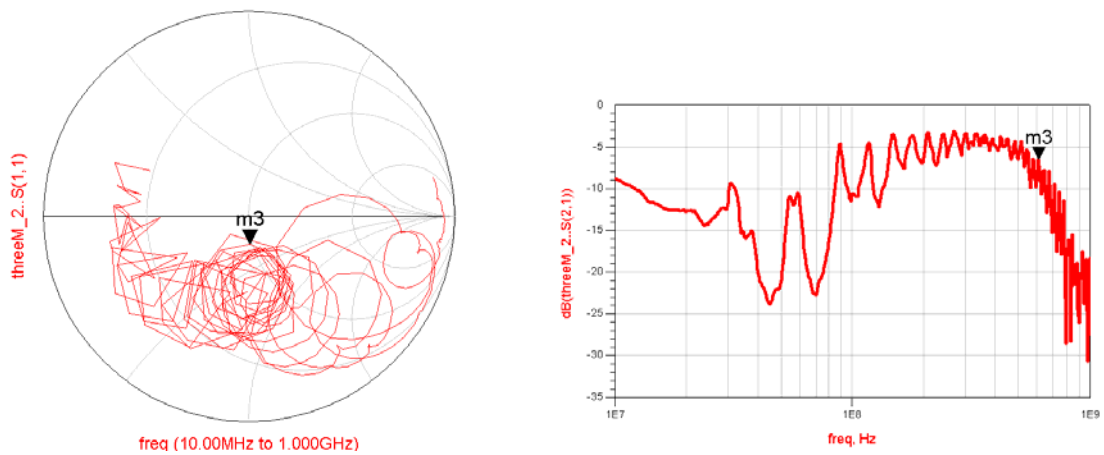 threeM_2..S(1,1)
m3
freq (10.00MHz to 1.000GHz)
dB(threeM_2..S(2,1))
0
-5
-10
-15
-20
-25
-30
-35
m3
1E7
1E8
1E9
freq, Hz